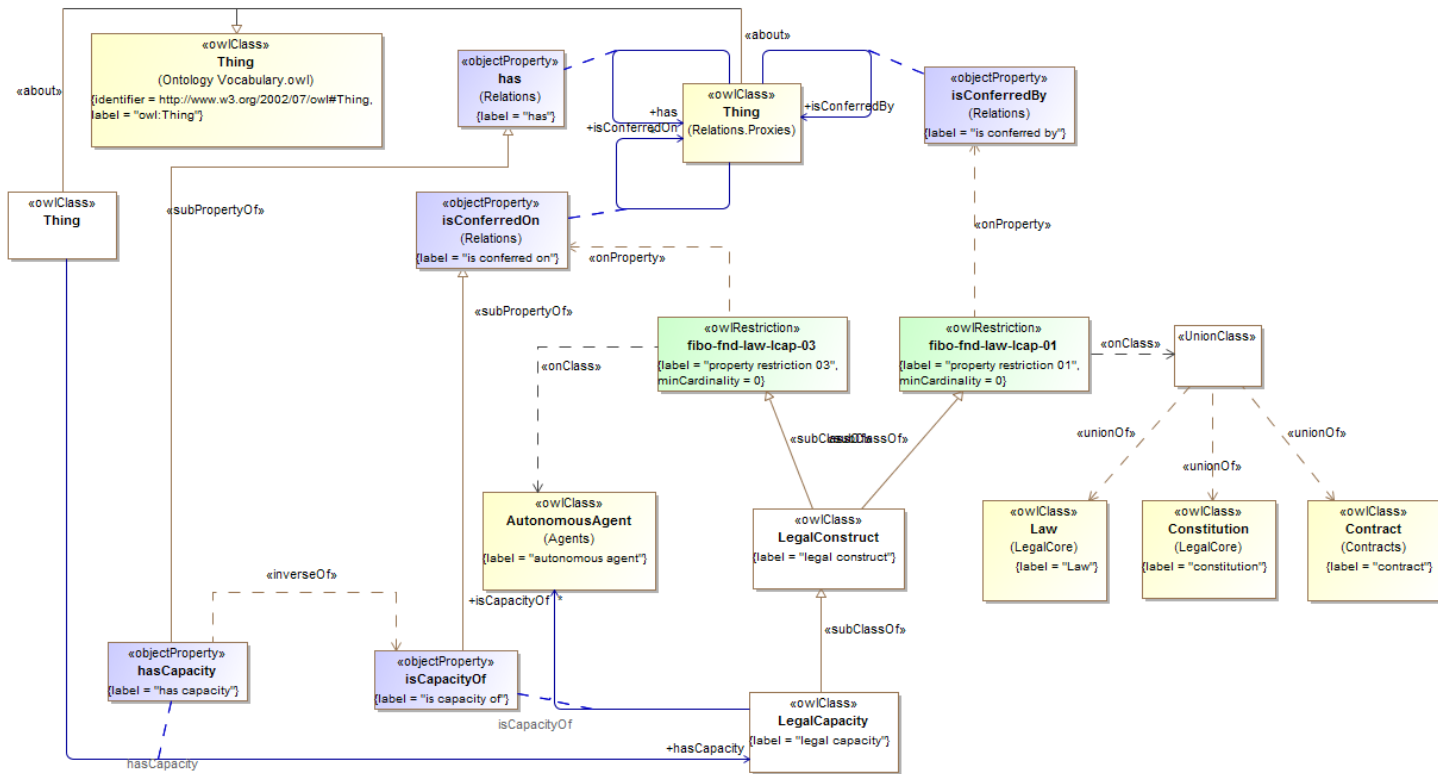 «owlClass»
Thing
(Ontology Vocabulary.owl)
{identifier = http://www.w3.org/2002/07/owl#Thing,
label = "owl:Thing"}
«about»
«about»
«objectProperty»
has
(Relations)
{label = "has"}
«owlClass»
Thing
(Relations.Proxies)
+has
+isConferredOn
+isConferredBy
«objectProperty»
isConferredBy
(Relations)
{label = "is conferred by"}
«owlClass»
Thing
«subPropertyOf»
«objectProperty»
isConferredOn
(Relations)
{label = "is conferred on"}
«onProperty»
«onProperty»
«subPropertyOf»
«owlRestriction»
fibo-fnd-law-lcap-03
{label = "property restriction 03",
minCardinality = 0}
«owlRestriction»
fibo-fnd-law-lcap-01
{label = "property restriction 01",
minCardinality = 0}
«onClass»
«UnionClass»
«onClass»
«subClassOf»
«subClassOf»
«unionOf»
«unionOf»
«unionOf»
«owlClass»
AutonomousAgent
(Agents)
{label = "autonomous agent"}
«owlClass»
LegalConstruct
{label = "legal construct"}
«owlClass»
Law
(LegalCore)
{label = "Law"}
«owlClass»
Constitution
(LegalCore)
{label = "constitution"}
«owlClass»
Contract
(Contracts)
{label = "contract"}
«inverseOf»
+isCapacityOf *
«subClassOf»
«objectProperty»
hasCapacity
{label = "has capacity"}
«objectProperty»
isCapacityOf
{label = "is capacity of"}
isCapacityOf
«owlClass»
LegalCapacity
{label = "legal capacity"}
+hasCapacity
hasCapacity